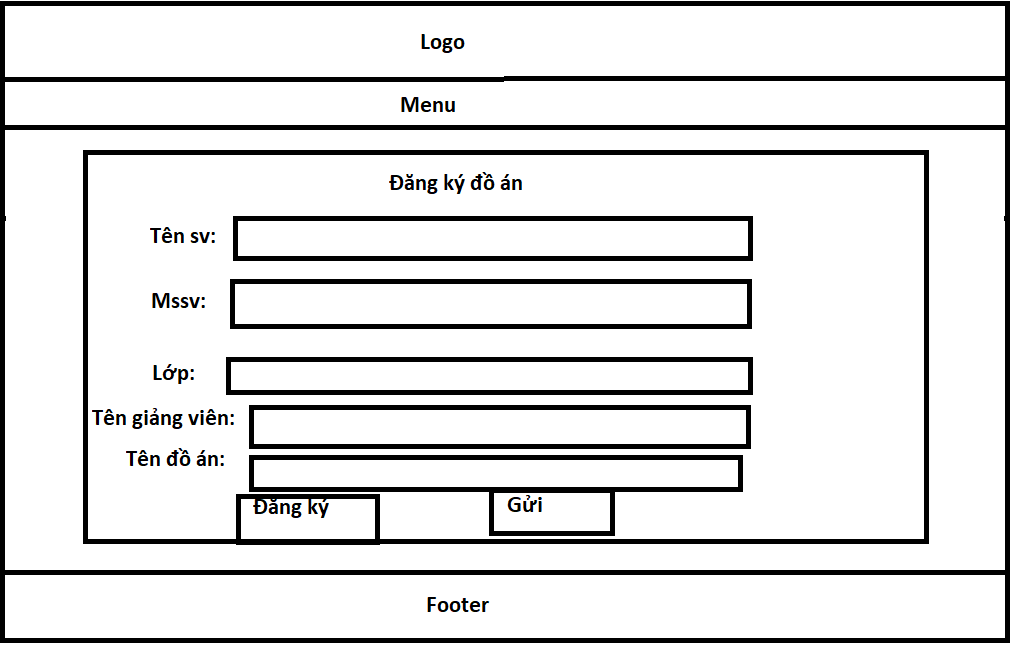 Logo
Menu
Đăng ký đồ án
Tên sv:
Mssv:
Lớp:
Tên giảng viên:
Tên đồ án:
Đăng ký
Gửi
Footer